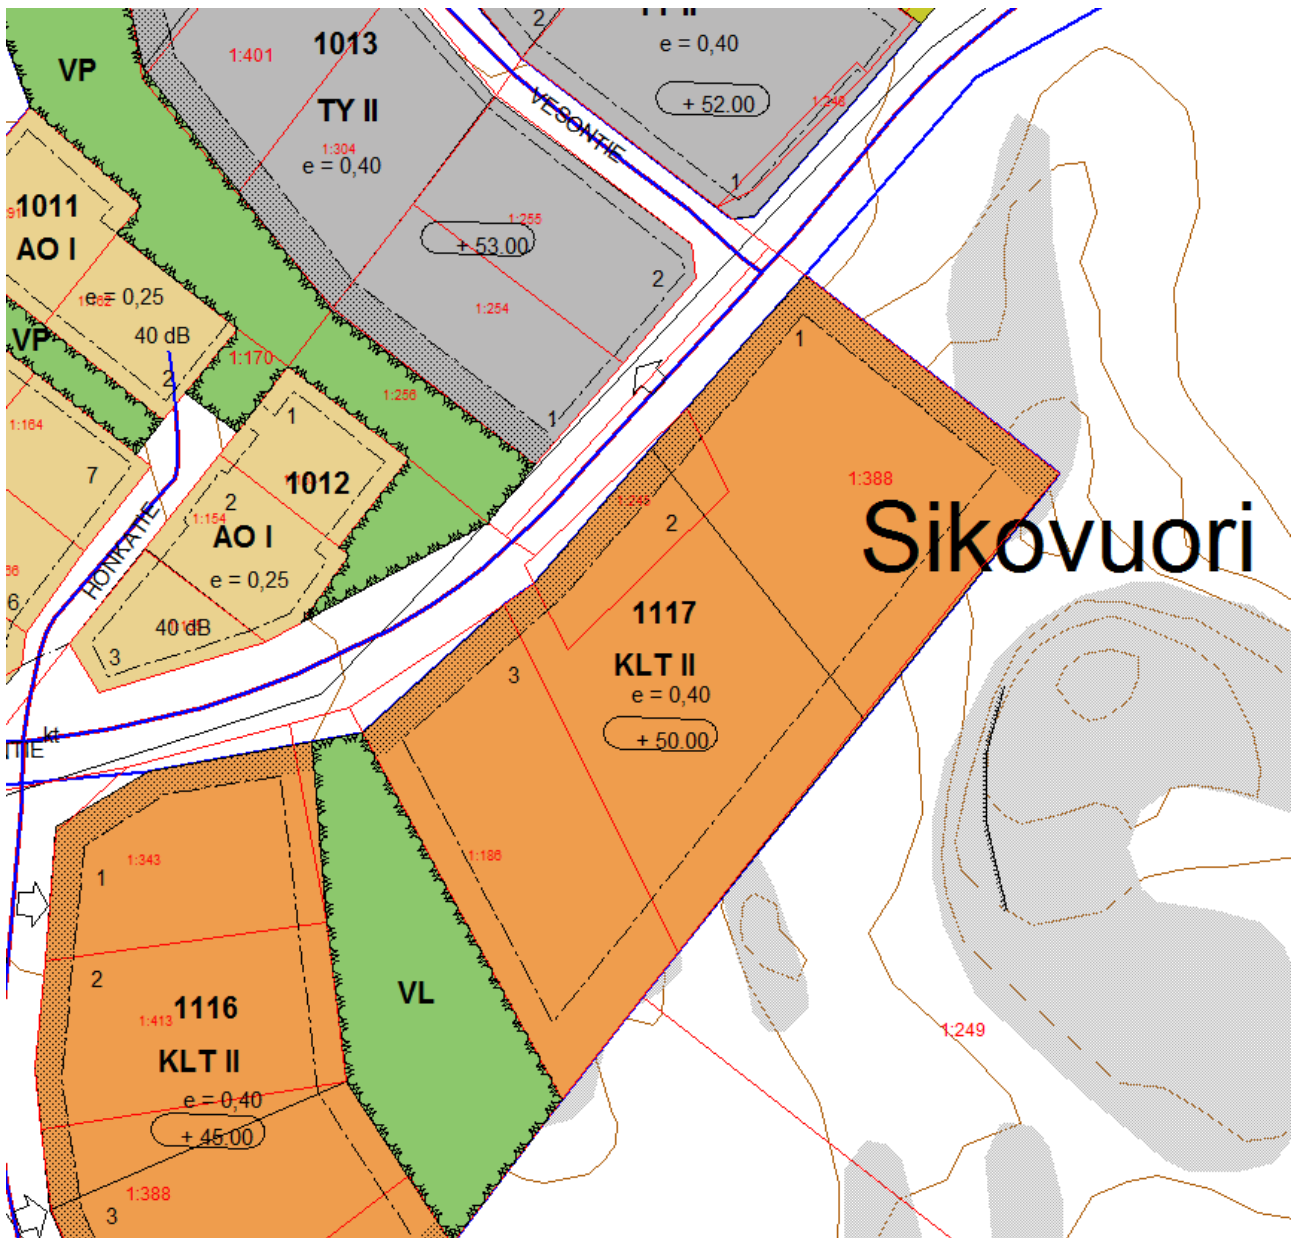 1:401
1013
2
e = 0,40
VP
TY II
+ 52.00
1:304
e = 0,40
VESONTIE
1
1011
AO I
1:255
+ 53.00
2
e = 0,25
1:254
40 dB
VP
2
1:170
1:256
1
1
1
1:164
7
1012
2
1:154
AO I
e = 0,25
HONKATIE
6
40 dB
3
1:388
Sikovuori
2
1117
KLT II
e = 0,40
+ 50.00
3
kt
1:343
1
1:186
2
1116
1:413
KLT II
e = 0,40
+ 45.00
VL
1:249
1:388
3